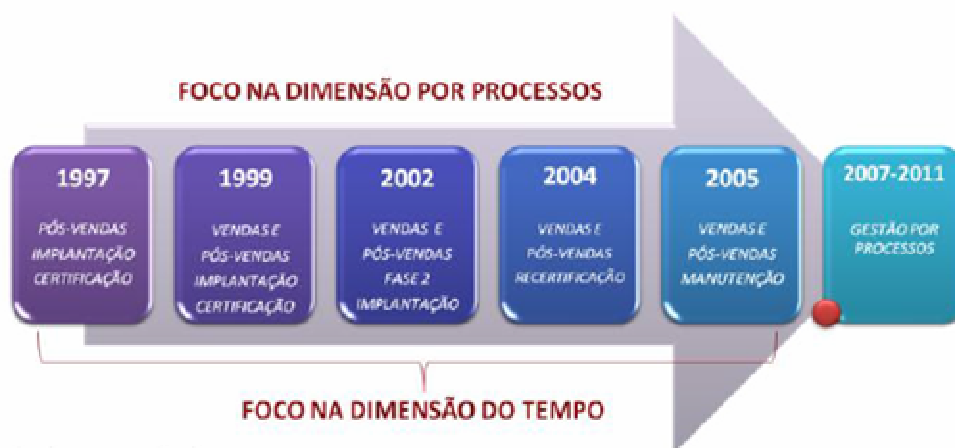 FOCO NA DIMENSÃO POR PROCESSOS
1997
PÓS-VENDAS
IMPLANTAÇÃO
CERTIFICAÇÃO
1999
VENDAS E
PÓS-VENDAS
IMPLANTAÇÃO
CERTIFICAÇÃO
2002
VENDAS E
PÓS-VENDAS
FASE 2
IMPLANTAÇÃO
2004
VENDAS E
PÓS-VENDAS
RECERTIFICAÇÃO
2005
VENDAS E
PÓS-VENDAS
MANUTENÇÃO
2007-2011
GESTÃO POR
PROCESSOS
FOCO NA DIMENSÃO DO TEMPO